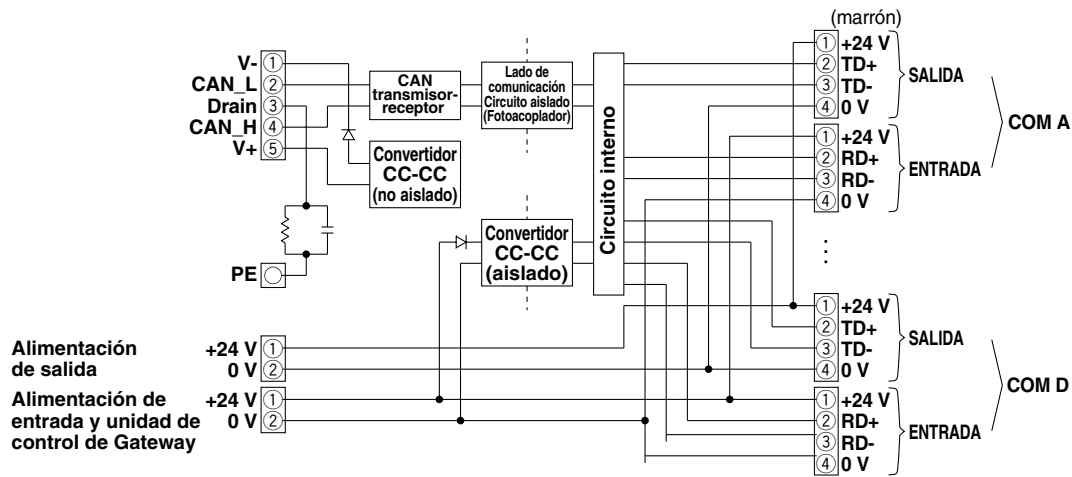 V- ①
CAN_L ②
Drain ③
CAN_H ④
V+ ⑤
PE
CAN
transmisor-
receptor
Convertidor
CC-CC
(no aislado)
Lado de
comunicación
Circuito aislado
(Fotoacoplador)
Convertidor
CC-CC
(aislado)
Circuito interno
(marrón)
① +24 V
② TD+
③ TD-
④ 0 V
SALIDA
① +24 V
② RD+
③ RD-
④ 0 V
ENTRADA
COM A
⋮
① +24 V
② TD+
③ TD-
④ 0 V
SALIDA
① +24 V
② RD+
③ RD-
④ 0 V
ENTRADA
COM D
Alimentación
de salida
+24 V ①
0 V ②
Alimentación de
entrada y unidad de
control de Gateway
+24 V ①
0 V ②